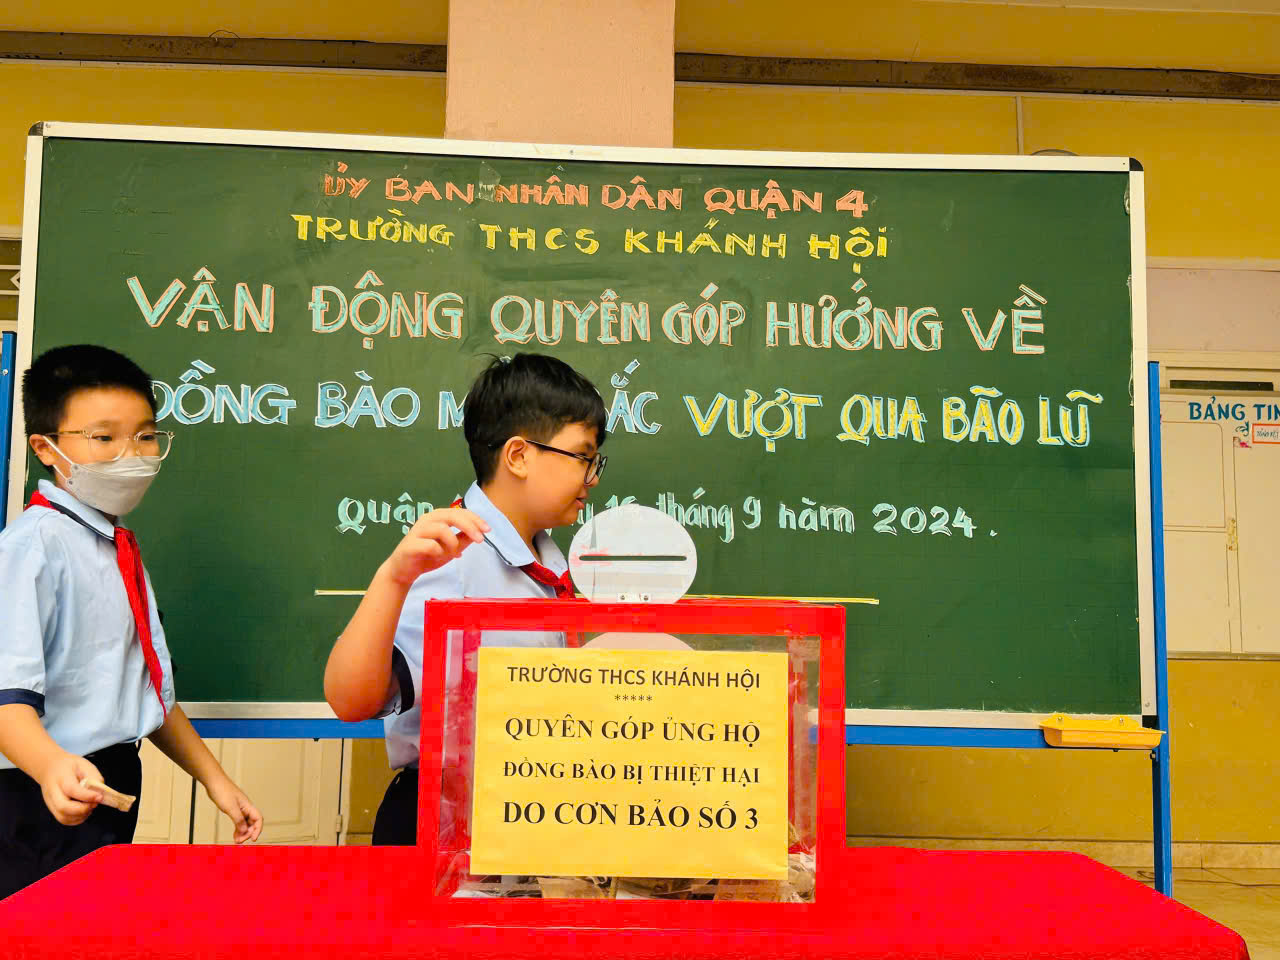 ỦY BAN NHÂN DÂN QUẬN 4
TRƯỜNG THCS KHÁNH HỘI
VẬN ĐỘNG QUYÊN GÓP HƯỚNG VỀ
ĐỒNG BÀO VƯỢT QUA BÃO LŨ
Quận tháng 9 năm 2024.
BẢNG TIN
TRƯỜNG THCS KHÁNH HỘI
*****
QUYÊN GÓP ỦNG HỘ
ĐỒNG BÀO BỊ THIỆT HẠI
DO CƠN BẢO SỐ 3